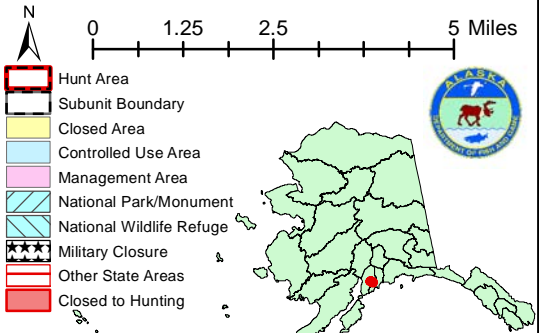 N
0 1.25 2.5 5 Miles
Hunt Area
Subunit Boundary
Closed Area
Controlled Use Area
Management Area
National Park/Monument
National Wildlife Refuge
Military Closure
Other State Areas
Closed to Hunting
ALASKA
DEPARTMENT OF FISH AND GAME